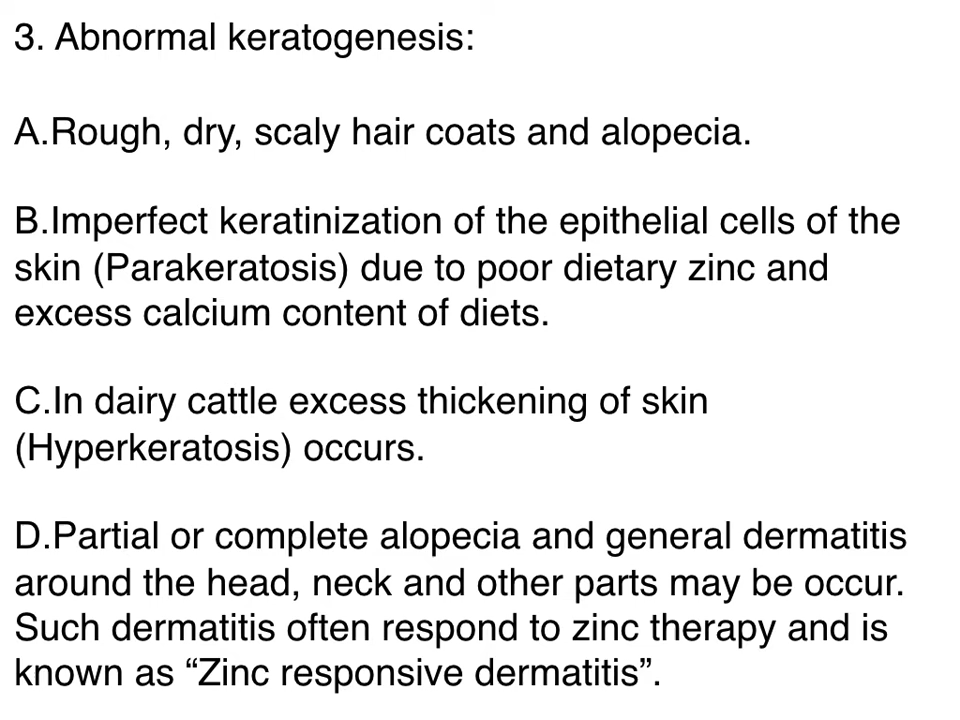 3. Abnormal keratogenesis:
A.Rough, dry, scaly hair coats and alopecia.
B.Imperfect keratinization of the epithelial cells of the
skin (Parakeratosis) due to poor dietary zinc and
excess calcium content of diets.
C.In dairy cattle excess thickening of skin
(Hyperkeratosis) occurs.
D.Partial or complete alopecia and general dermatitis
around the head, neck and other parts may be occur.
Such dermatitis often respond to zinc therapy and is
known as “Zinc responsive dermatitis”.